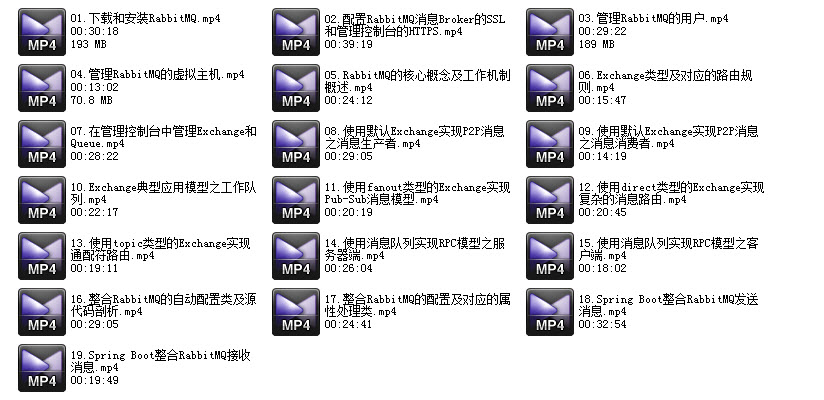 MP4
01.下载和安装RabbitMQ.mp4
00:30:18
193 MB
MP4
02.配置RabbitMQ消息Broker的SSL
和管理控制台的HTTPS.mp4
00:39:19
MP4
03.管理RabbitMQ的用户.mp4
00:29:22
189 MB
MP4
04.管理RabbitMQ的虚拟主机.mp4
00:13:02
70.8 MB
MP4
05.RabbitMQ的核心概念及工作机制
概述.mp4
00:24:12
MP4
06.Exchange类型及对应的路由规
则.mp4
00:15:47
MP4
07.在管理控制台中管理Exchange和
Queue.mp4
00:28:22
MP4
08.使用默认Exchange实现P2P消息
之消息生产者.mp4
00:29:05
MP4
09.使用默认Exchange实现P2P消息
之消息消费者.mp4
00:14:19
MP4
10.Exchange典型应用模型之工作队
列.mp4
00:22:17
MP4
11.使用fanout类型的Exchange实现
Pub-Sub消息模型.mp4
00:20:19
MP4
12.使用direct类型的Exchange实现
复杂的消息路由.mp4
00:20:45
MP4
13.使用topic类型的Exchange实现
通配符路由.mp4
00:19:11
MP4
14.使用消息队列实现RPC模型之服
务器端.mp4
00:26:04
MP4
15.使用消息队列实现RPC模型之客
户端.mp4
00:18:02
MP4
16.整合RabbitMQ的自动配置类及源
代码剖析.mp4
00:29:05
MP4
17.整合RabbitMQ的配置及对应的属
性处理类.mp4
00:24:41
MP4
18.Spring Boot整合RabbitMQ发送
消息.mp4
00:32:54
MP4
19.Spring Boot整合RabbitMQ接收
消息.mp4
00:19:49